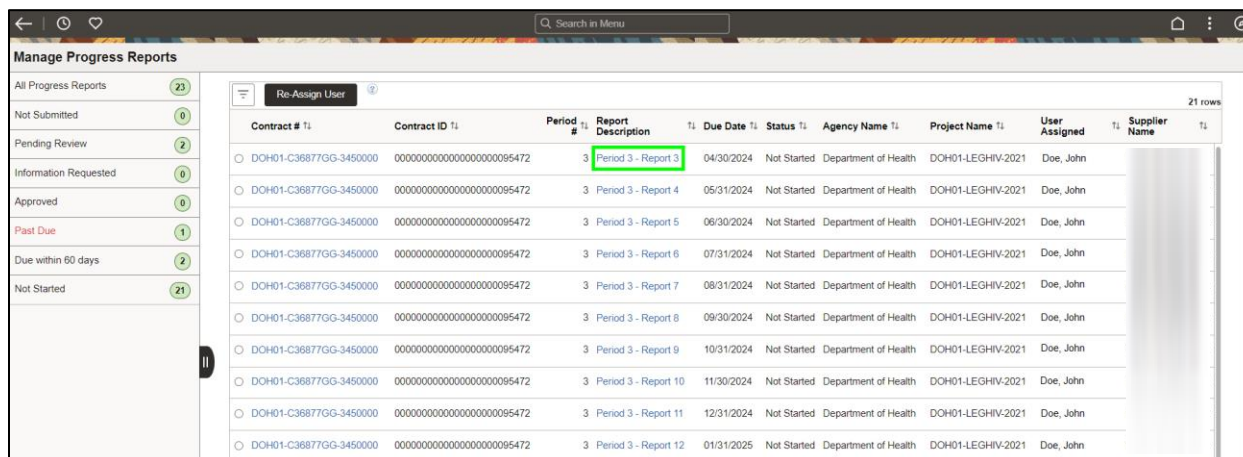 Search in Menu
Manage Progress Reports
All Progress Reports 23
Not Submitted 0
Pending Review 2
Information Requested 0
Approved 0
Past Due 1
Due within 60 days 2
Not Started 21
Re-Assign User ?
21 rows
Contract # Contract ID Period # Report Description Due Date Status Agency Name Project Name User Assigned Supplier Name
DOH01-C36877GG-3450000 0000000000000000000095472 3 Period 3 - Report 3 04/30/2024 Not Started Department of Health DOH01-LEGHIV-2021 Doe, John
DOH01-C36877GG-3450000 0000000000000000000095472 3 Period 3 - Report 4 05/31/2024 Not Started Department of Health DOH01-LEGHIV-2021 Doe, John
DOH01-C36877GG-3450000 0000000000000000000095472 3 Period 3 - Report 5 06/30/2024 Not Started Department of Health DOH01-LEGHIV-2021 Doe, John
DOH01-C36877GG-3450000 0000000000000000000095472 3 Period 3 - Report 6 07/31/2024 Not Started Department of Health DOH01-LEGHIV-2021 Doe, John
DOH01-C36877GG-3450000 0000000000000000000095472 3 Period 3 - Report 7 08/31/2024 Not Started Department of Health DOH01-LEGHIV-2021 Doe, John
DOH01-C36877GG-3450000 0000000000000000000095472 3 Period 3 - Report 8 09/30/2024 Not Started Department of Health DOH01-LEGHIV-2021 Doe, John
DOH01-C36877GG-3450000 0000000000000000000095472 3 Period 3 - Report 9 10/31/2024 Not Started Department of Health DOH01-LEGHIV-2021 Doe, John
DOH01-C36877GG-3450000 0000000000000000000095472 3 Period 3 - Report 10 11/30/2024 Not Started Department of Health DOH01-LEGHIV-2021 Doe, John
DOH01-C36877GG-3450000 0000000000000000000095472 3 Period 3 - Report 11 12/31/2024 Not Started Department of Health DOH01-LEGHIV-2021 Doe, John
DOH01-C36877GG-3450000 0000000000000000000095472 3 Period 3 - Report 12 01/31/2025 Not Started Department of Health DOH01-LEGHIV-2021 Doe, John